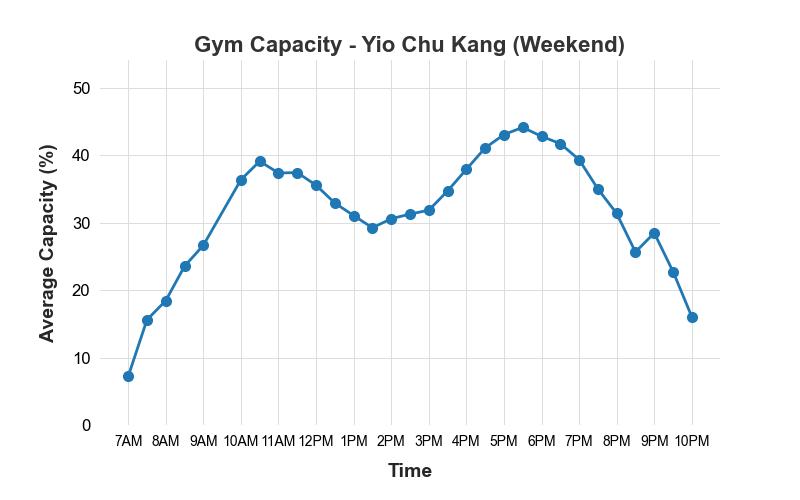 Gym Capacity - Yio Chu Kang (Weekend)
Average Capacity (%)
50
40
30
20
10
0
7AM 8AM 9AM 10AM 11AM 12PM 1PM 2PM 3PM 4PM 5PM 6PM 7PM 8PM 9PM 10PM
Time